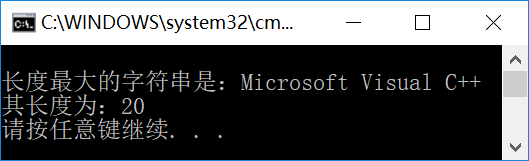 C:\WINDOWS\system32\cm...
长度最大的字符串是：Microsoft Visual C++
其长度为：20
请按任意键继续. . .